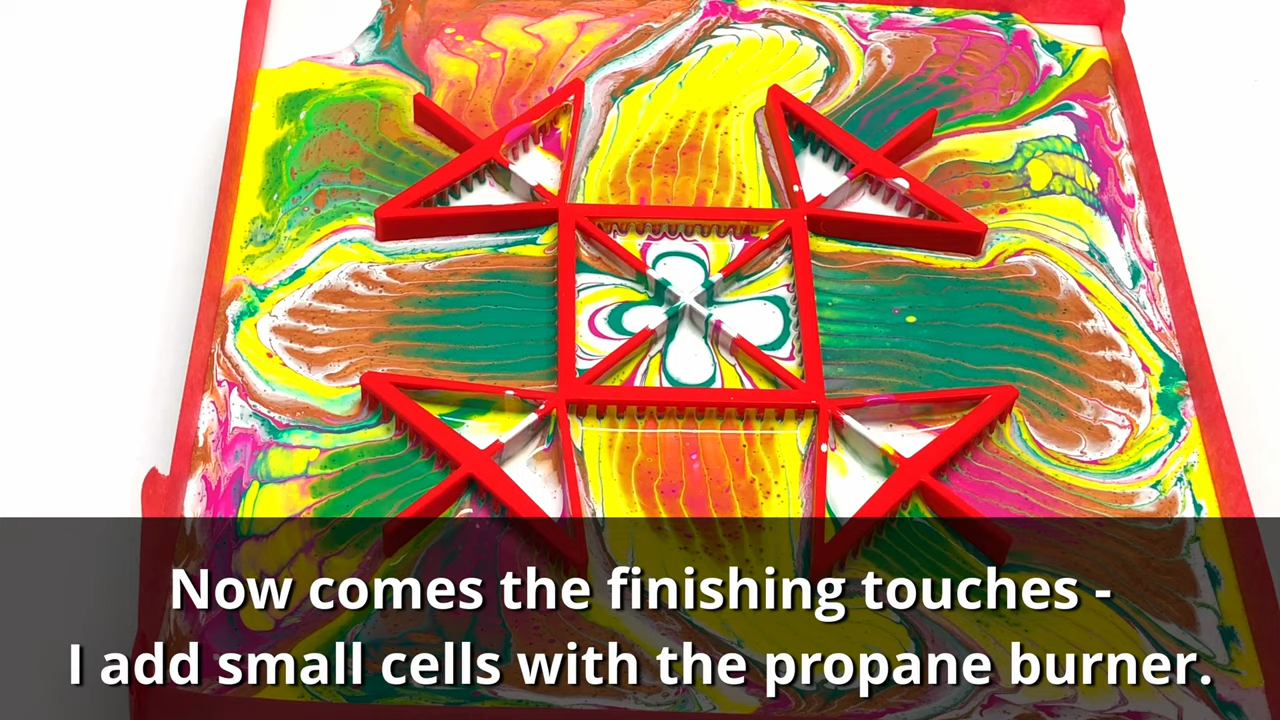 Now comes the finishing touches -
I add small cells with the propane burner.